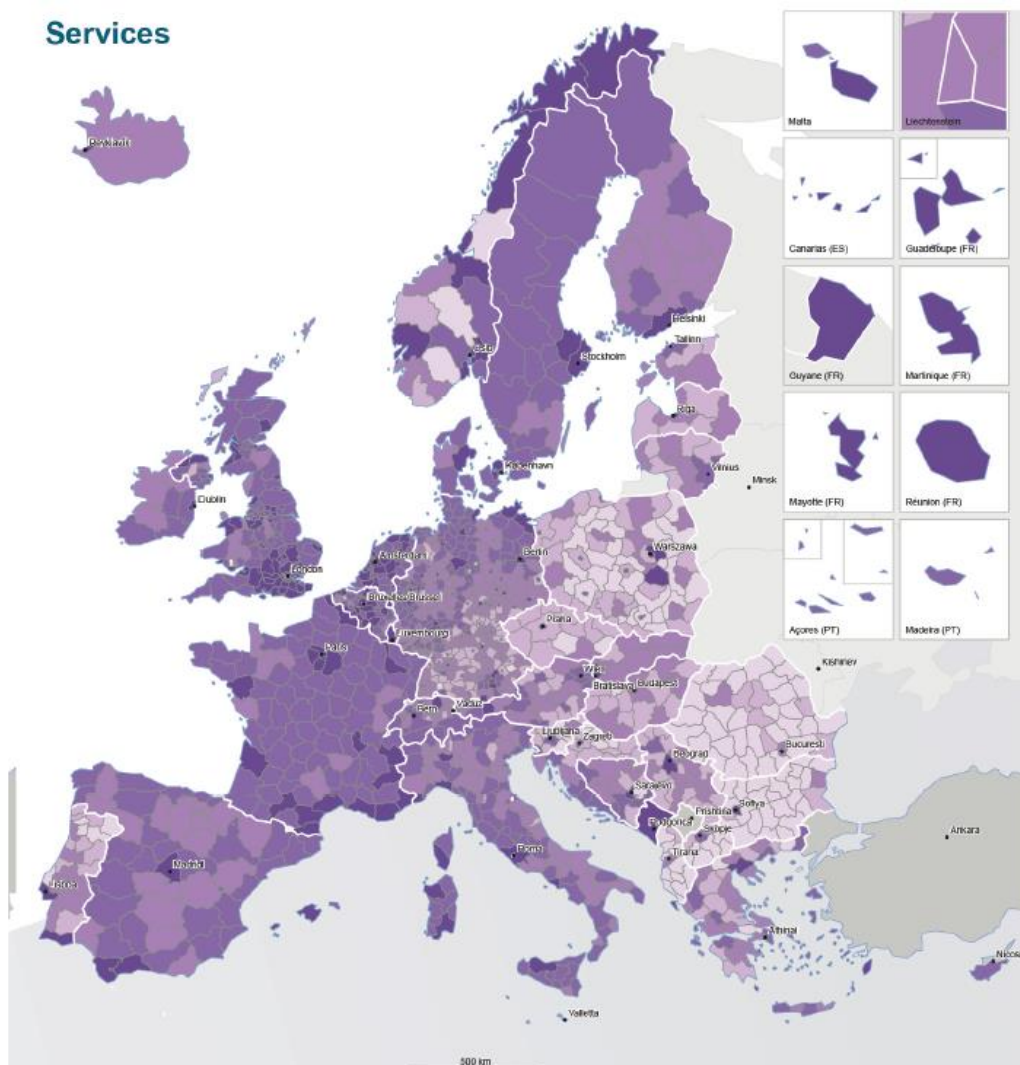 Services
Malta
Liechtenstein
Reykjavik
Canarias (ES)
Guadeloupe (FR)
Helsinki
Oslo
Tallinn
Stockholm
Guyane (FR)
Martinique (FR)
Riga
København
Vilnius
Minsk
Mayotte (FR)
Réunion (FR)
Dublin
Berlin
Warszawa
Amsterdam
London
Bruxelles/Brussel
Praha
Açores (PT)
Madeira (PT)
Luxembourg
Paris
Kishinev
Wien
Bratislava
Budapest
Bern
Vaduz
Ljubljana
Zagreb
Bucuresti
Beograd
Sarajevo
Prishtina
Sofiya
Podgorica
Skopje
Ankara
Tirana
Roma
Madrid
Lisboa
Athinai
Nicos
Valletta
500 km